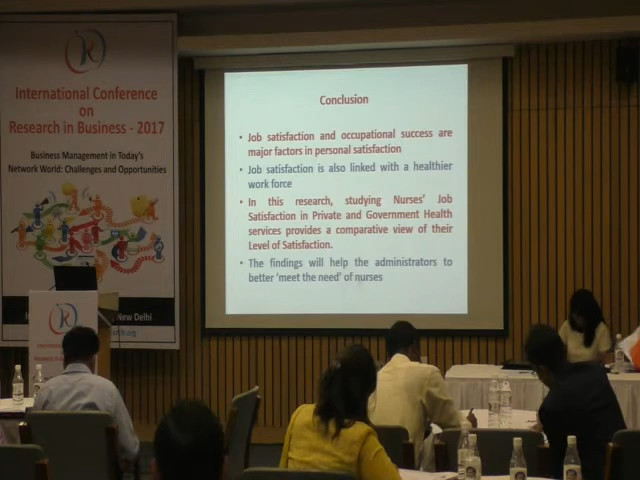 International Conference
on
Research in Business - 2017
Business Management in Today's
Network World: Challenges and Opportunities
New Delhi
Conclusion
• Job satisfaction and occupational success are
major factors in personal satisfaction
• Job satisfaction is also linked with a healthier
work force
• In this research, studying Nurses' Job
Satisfaction in Private and Government Health
services provides a comparative view of their
Level of Satisfaction.
• The findings will help the administrators to
better 'meet the need' of nurses